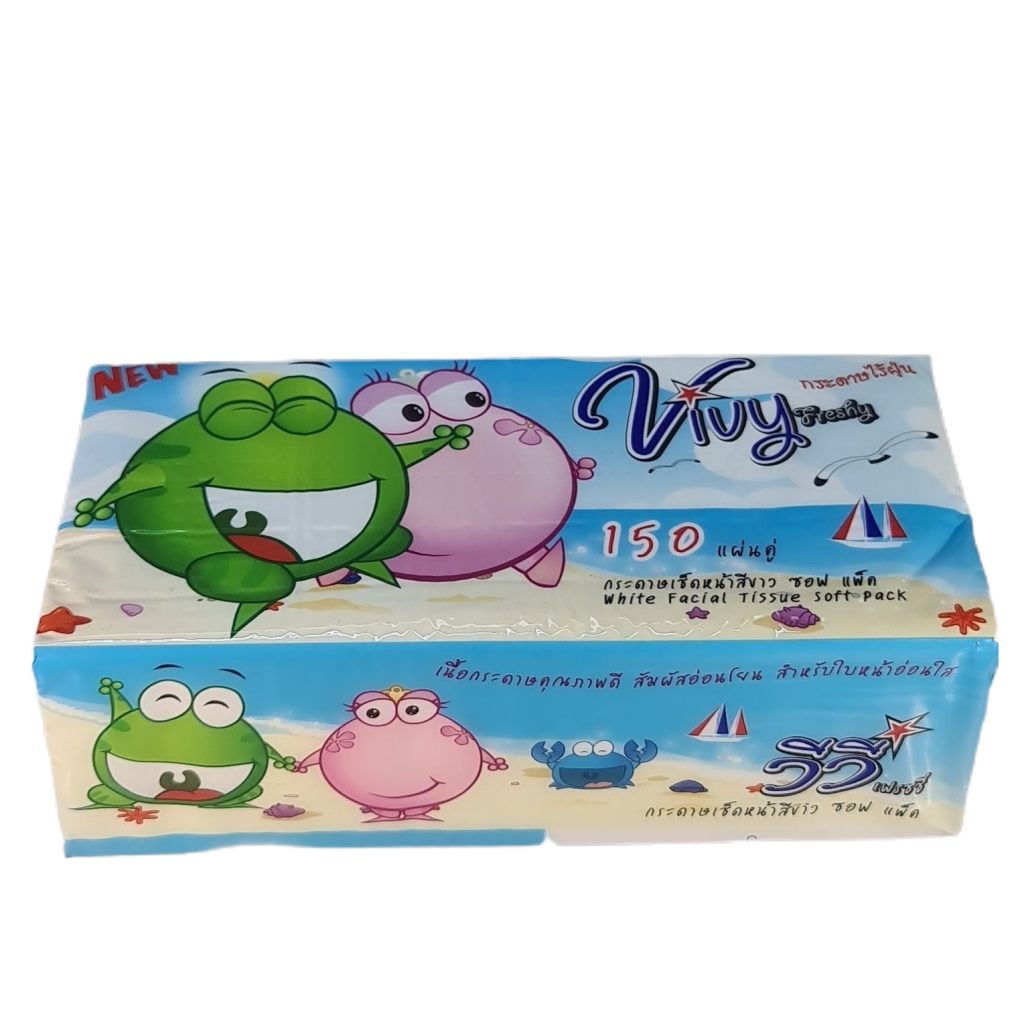 NEW
กระดาษไร้ฝุ่น
Vivy Freshy
150 แผ่นคู่
กระดาษเช็ดหน้าสีขาว ซอฟ แพ็ค
White Facial Tissue Soft Pack
เนื้อกระดาษคุณภาพดี สัมผัสอ่อนโยน สำหรับใบหน้าอ่อนใส
วีวี่ เฟรชชี่
กระดาษเช็ดหน้าสีขาว ซอฟ แพ็ค